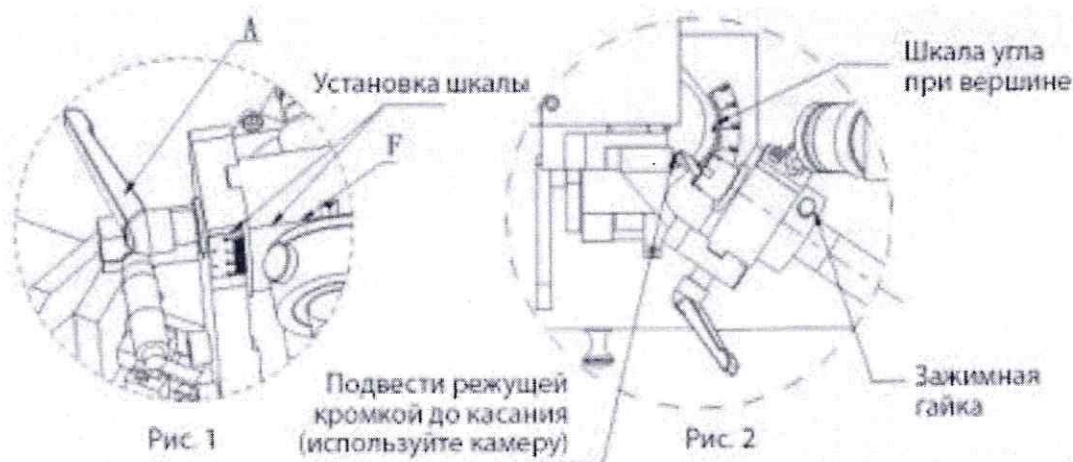 A
Установка шкалы
F
Шкала угла
при вершине
Подвести режущей
кромкой до касания
(используйте камеру)
Зажимная
гайка
Рис. 1
Рис. 2